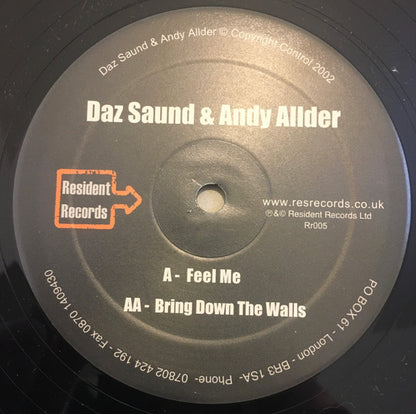 Daz Saund & Andy Allder © Copyright Control 2002
Daz Saund & Andy Allder
Resident
Records
www.resrecords.co.uk
℗&© Resident Records Ltd
Rr005
A - Feel Me
AA - Bring Down The Walls
PO BOX 61 - London - BR3 1SA- Phone- 07802 424 192 - Fax 0870 1409430